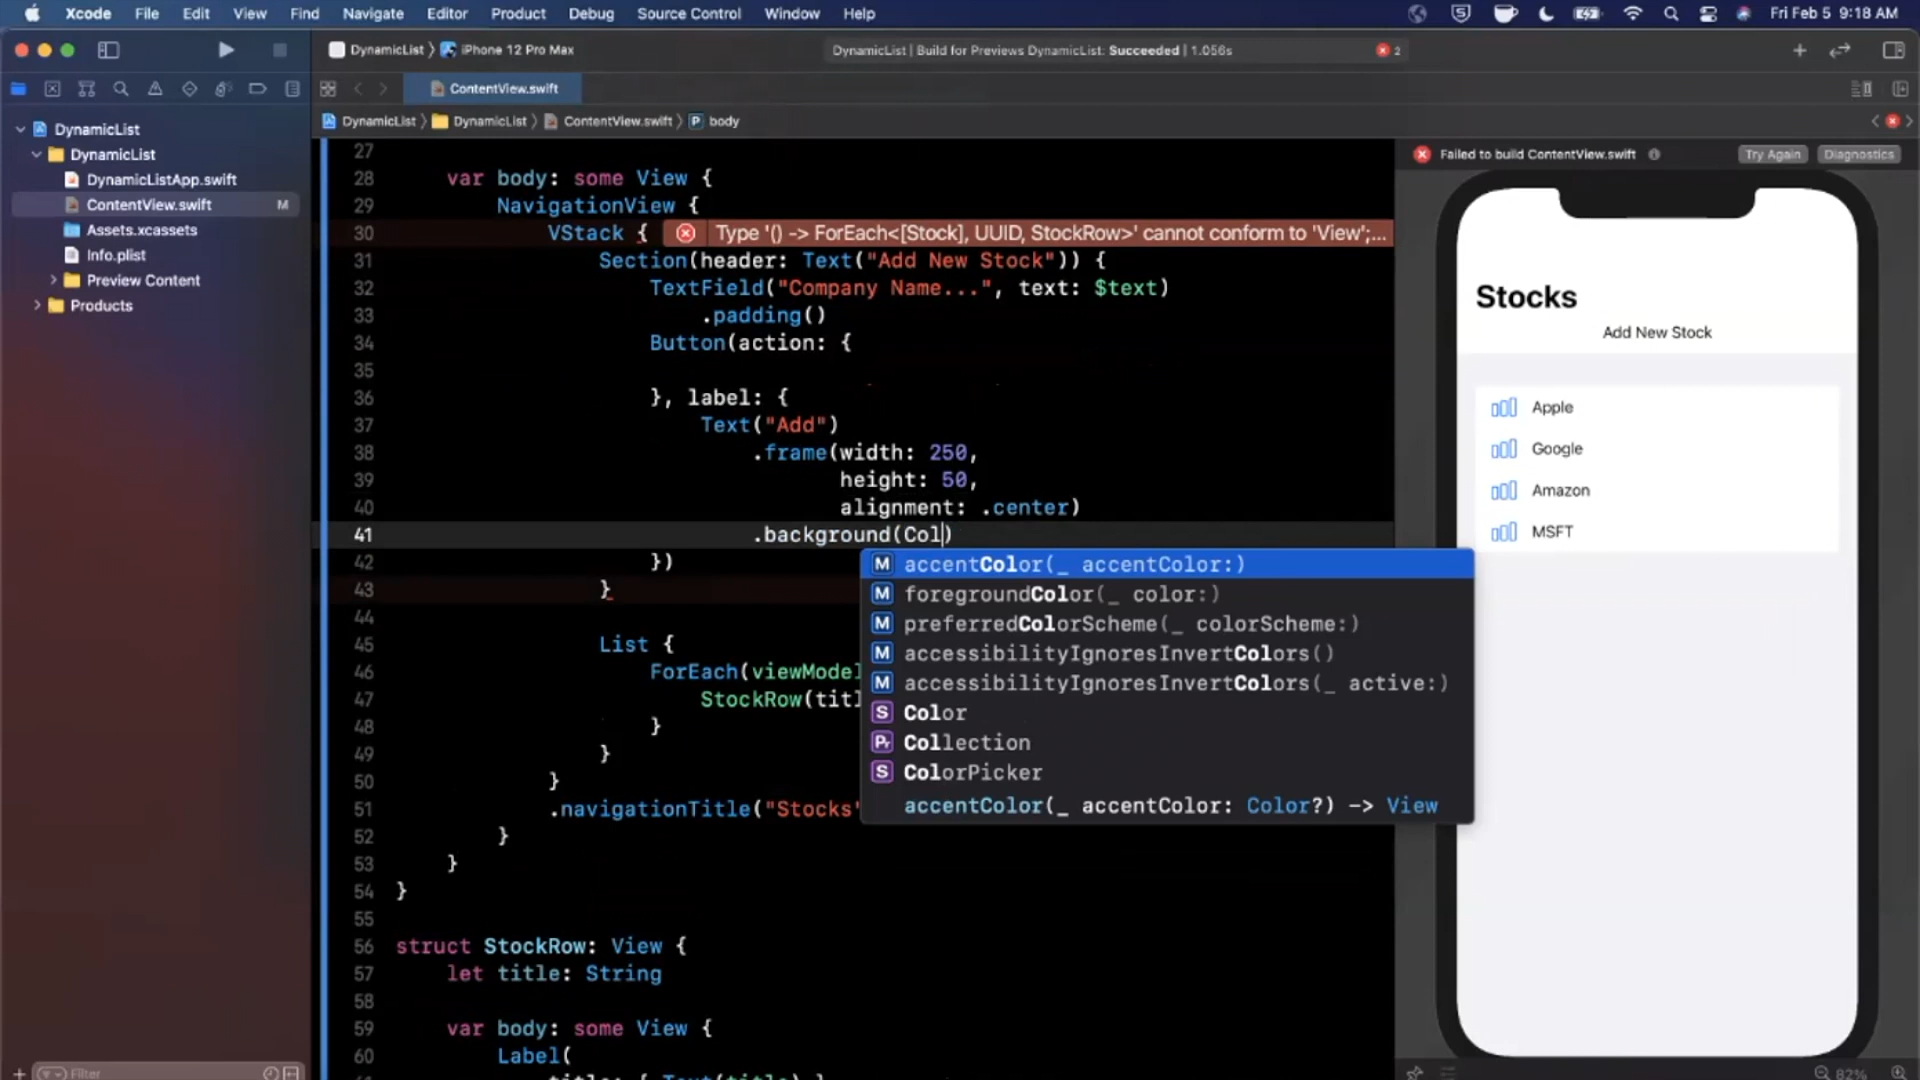 Xcode File Edit View Find Navigate Editor Product Debug Source Control Window Help Fri Feb 5 9:18 AM
DynamicList iPhone 12 Pro Max DynamicList | Build for Previews DynamicList: Succeeded | 1.056s 2
ContentView.swift
DynamicList DynamicList ContentView.swift P body
DynamicList
DynamicList
DynamicListApp.swift
ContentView.swift M
Assets.xcassets
Info.plist
Preview Content
Products
Filter
27
28 var body: some View {
29 NavigationView {
30 VStack { Type '() -> ForEach<[Stock], UUID, StockRow>' cannot conform to 'View';...
31 Section(header: Text("Add New Stock")) {
32 TextField("Company Name...", text: $text)
33 .padding()
34 Button(action: {
35
36 }, label: {
37 Text("Add")
38 .frame(width: 250,
39 height: 50,
40 alignment: .center)
41 .background(Col)
42 })
43 }
44
45 List {
46 ForEach(viewModel
47 StockRow(titl
48 }
49 }
50 }
51 .navigationTitle("Stocks"
52 }
53 }
54 }
55
56 struct StockRow: View {
57 let title: String
58
59 var body: some View {
60 Label(
title: { Text(title) }
M accentColor(_ accentColor:)
M foregroundColor(_ color:)
M preferredColorScheme(_ colorScheme:)
M accessibilityIgnoresInvertColors()
M accessibilityIgnoresInvertColors(_ active:)
S Color
Pr Collection
S ColorPicker
accentColor(_ accentColor: Color?) -> View
Failed to build ContentView.swift Try Again Diagnostics
Stocks
Add New Stock
Apple
Google
Amazon
MSFT
82%